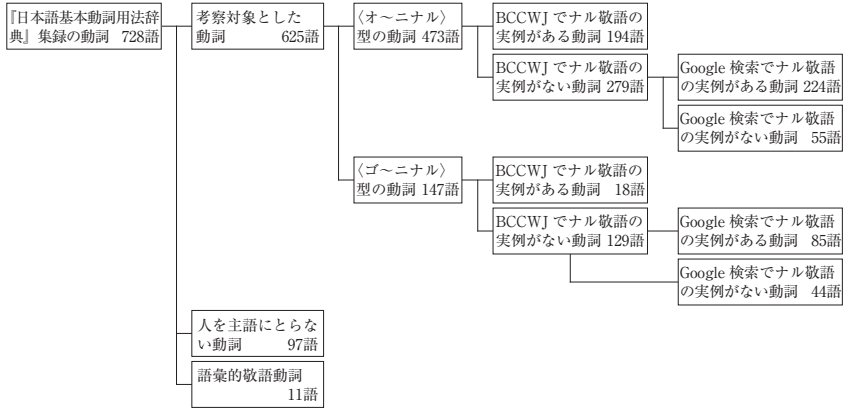 『日本語基本動詞用法辞
典』集録の動詞 728語
考察対象とした
動詞 625語
〈オ〜ニナル〉
型の動詞 473語
BCCWJ でナル敬語の
実例がある動詞 194語
BCCWJ でナル敬語の
実例がない動詞 279語
Google 検索でナル敬語
の実例がある動詞 224語
Google 検索でナル敬語
の実例がない動詞 55語
〈ゴ〜ニナル〉
型の動詞 147語
BCCWJ でナル敬語の
実例がある動詞 18語
BCCWJ でナル敬語の
実例がない動詞 129語
Google 検索でナル敬語
の実例がある動詞 85語
Google 検索でナル敬語
の実例がない動詞 44語
人を主語にとらな
い動詞 97語
語彙的敬語動詞
11語